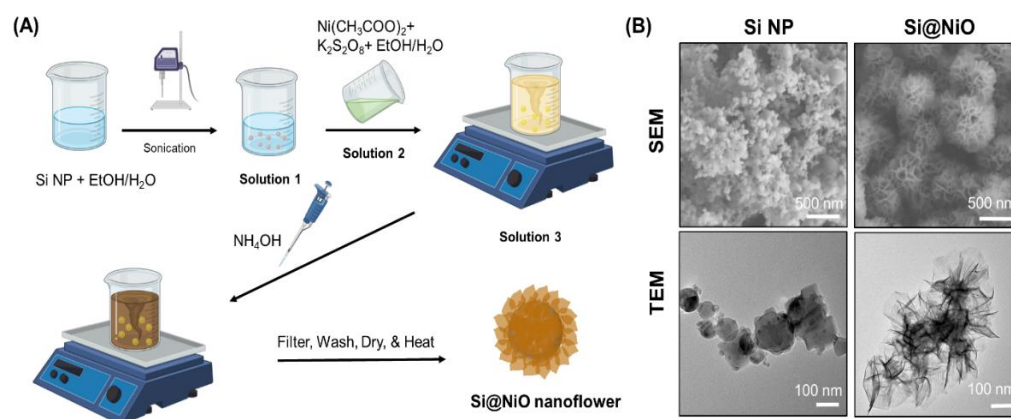 (A)
Ni(CH₃COO)₂+
K₂S₂O₈+ EtOH/H₂O
Sonication
Si NP + EtOH/H₂O
Solution 1
Solution 2
Solution 3
NH₄OH
Filter, Wash, Dry, & Heat
Si@NiO nanoflower
(B)
Si NP
Si@NiO
SEM
500 nm
500 nm
TEM
100 nm
100 nm